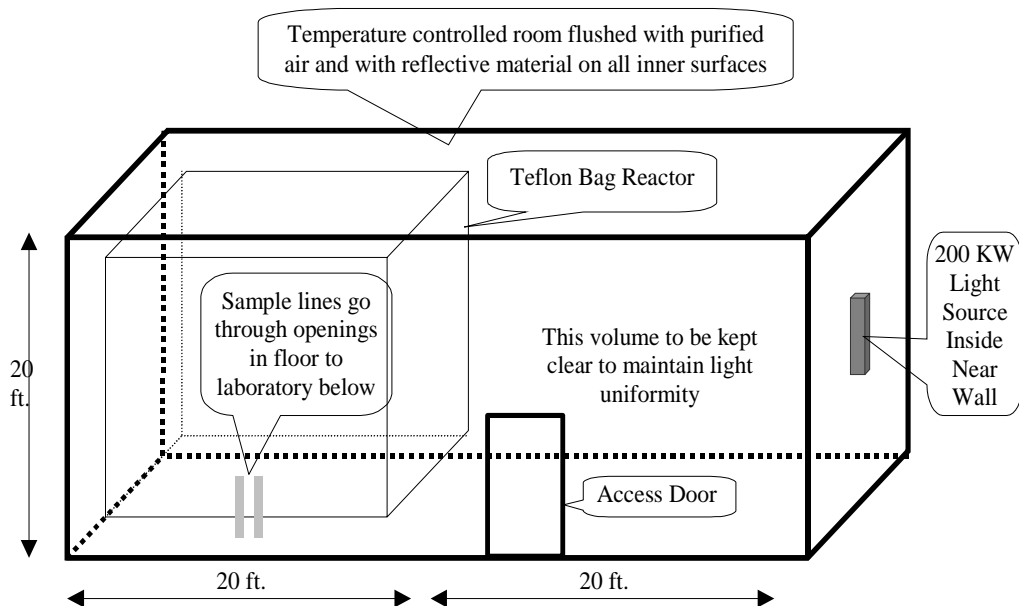 Temperature controlled room flushed with purified
air and with reflective material on all inner surfaces
Teflon Bag Reactor
200 KW
Light
Source
Inside
Near
Wall
Sample lines go
through openings
in floor to
laboratory below
This volume to be kept
clear to maintain light
uniformity
20
ft.
Access Door
20 ft.
20 ft.